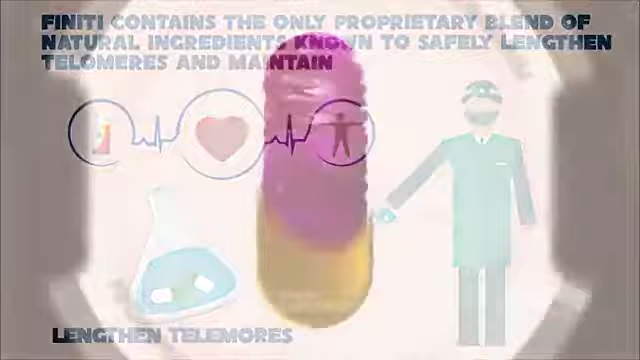 FINITI CONTAINS THE ONLY PROPRIETARY BLEND OF
NATURAL INGREDIENTS KNOWN TO SAFELY LENGTHEN
TELOMERES AND MAINTAIN
LENGTHEN TELEMORES